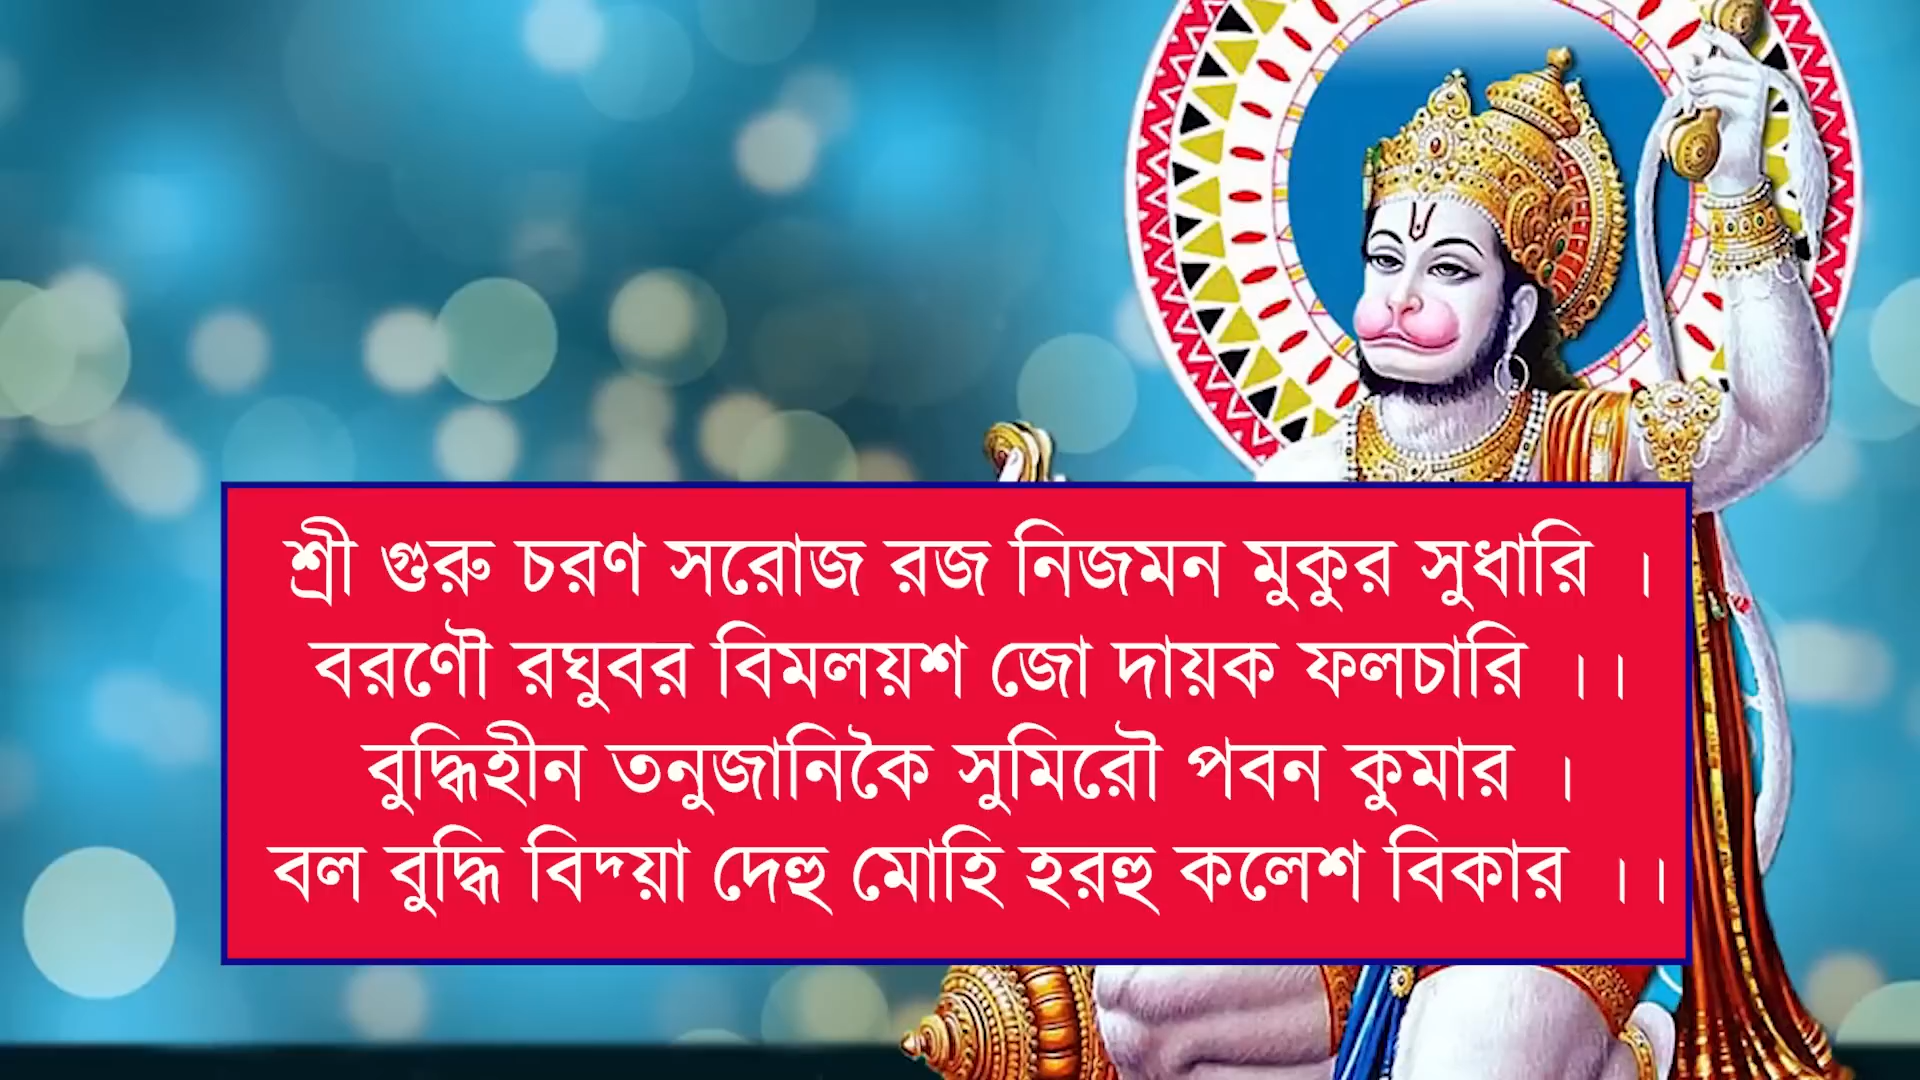 শ্রী গুরু চরণ সরোজ রজ নিজমন মুকুর সুধারি ।
বরণৌ রঘুবর বিমলয়শ জো দায়ক ফলচারি ।।
বুদ্ধিহীন তনুজানিকৈ সুমিরৌ পবন কুমার ।
বল বুদ্ধি বিদ্য়া দেহু মোহি হরহু কলেশ বিকার ।।